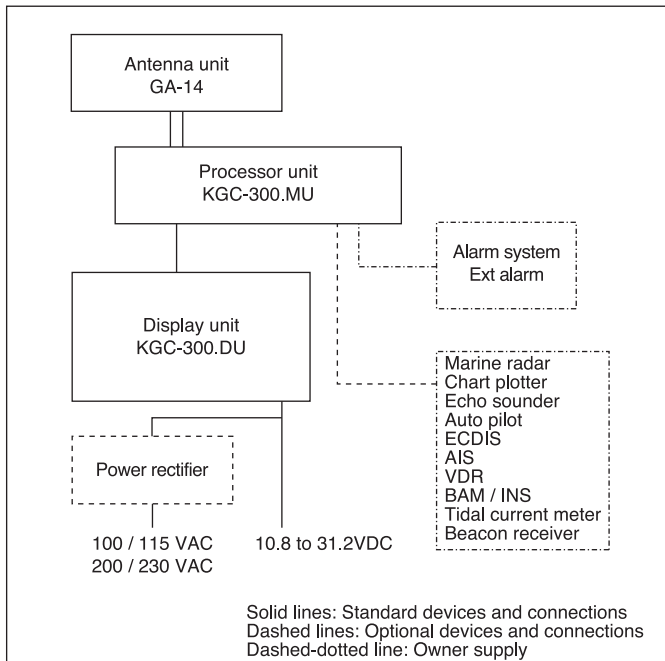 Antenna unit
GA-14
Processor unit
KGC-300.MU
Alarm system
Ext alarm
Display unit
KGC-300.DU
Marine radar
Chart plotter
Echo sounder
Auto pilot
ECDIS
AIS
VDR
BAM / INS
Tidal current meter
Beacon receiver
Power rectifier
100 / 115 VAC
200 / 230 VAC
10.8 to 31.2VDC
Solid lines: Standard devices and connections
Dashed lines: Optional devices and connections
Dashed-dotted line: Owner supply